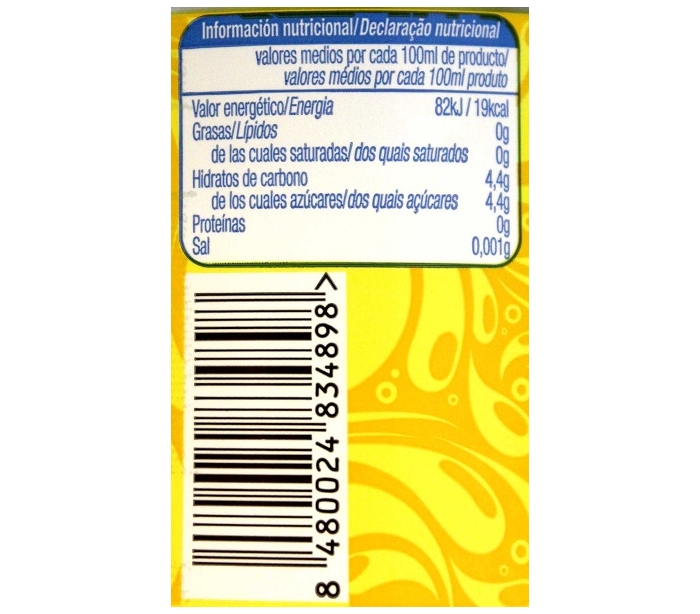 Información nutricional/Declaração nutricional
valores medios por cada 100ml de producto/
valores médios por cada 100ml produto
Valor energético/Energia 82kJ / 19kcal
Grasas/Lípidos 0g
de las cuales saturadas/dos quais saturados 0g
Hidratos de carbono 4,4g
de los cuales azúcares/dos quais açúcares 4,4g
Proteínas 0g
Sal 0,001g
8 480024 834898 >